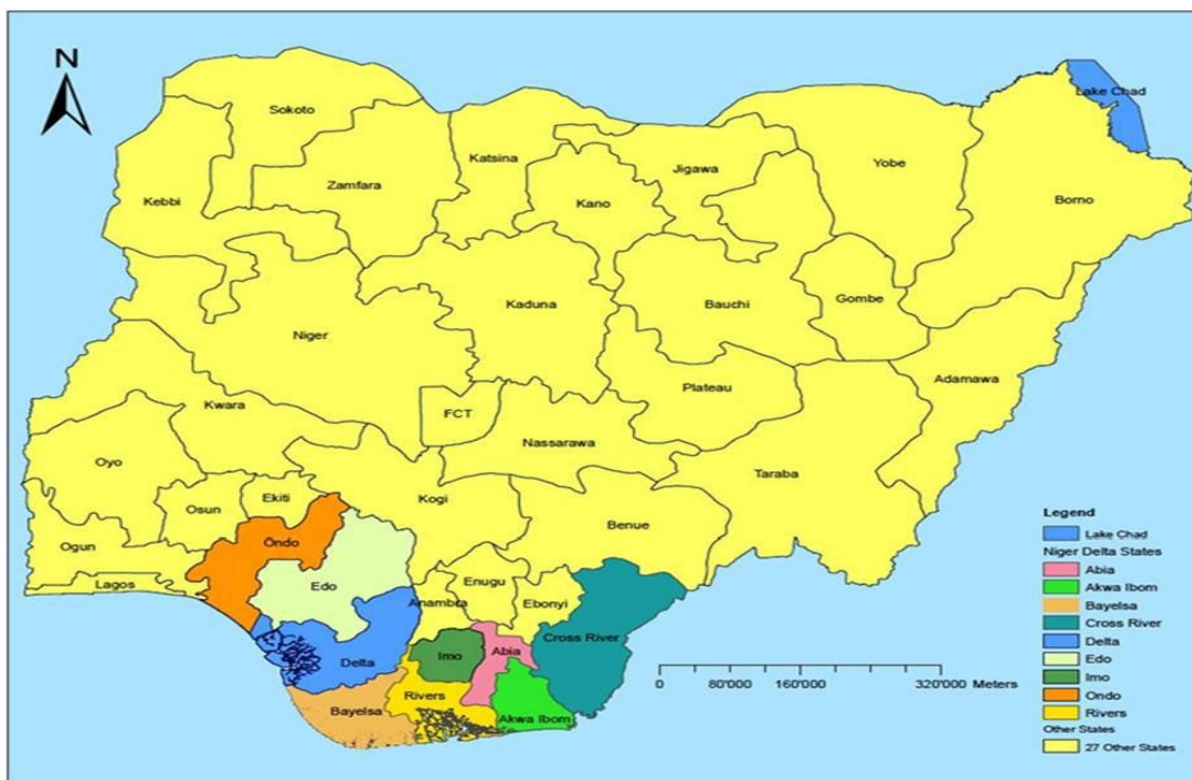 N
Lake Chad
Sokoto
Katsina
Jigawa
Yobe
Zamfara
Kebbi
Kano
Borno
Kaduna
Bauchi
Gombe
Niger
Plateau
Adamawa
Kwara
FCT
Nassarawa
Oyo
Taraba
Osun
Ekiti
Kogi
Benue
Ogun
Ondo
Lagos
Edo
Enugu
Anambra
Ebonyi
Cross River
Delta
Imo
Abia
Rivers
Bayelsa
Akwa Ibom
0 80'000 160'000 320'000 Meters
Legend
Lake Chad
Niger Delta States
Abia
Akwa Ibom
Bayelsa
Cross River
Delta
Edo
Imo
Ondo
Rivers
Other States
27 Other States